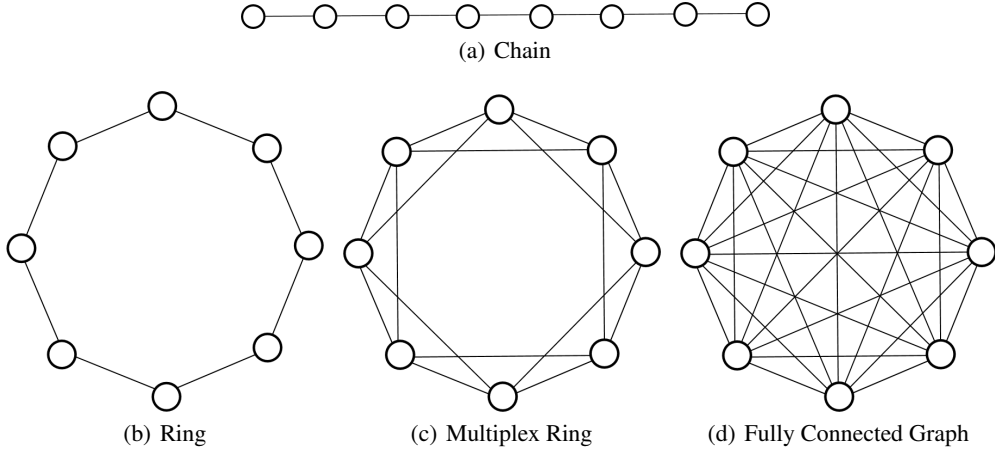 (a) Chain
(b) Ring
(c) Multiplex Ring
(d) Fully Connected Graph